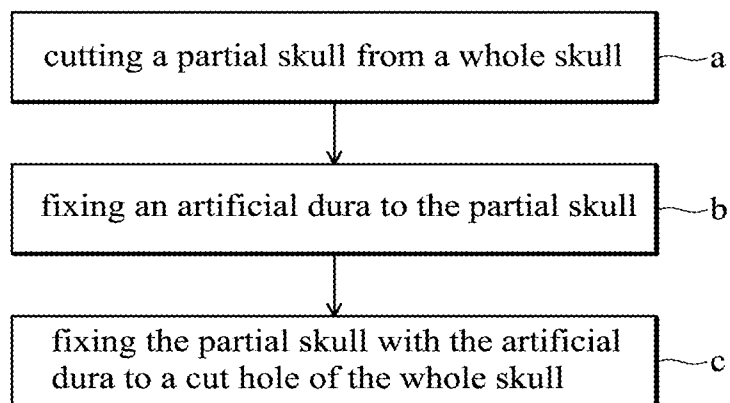 cutting a partial skull from a whole skull
a
fixing an artificial dura to the partial skull
b
fixing the partial skull with the artificial
dura to a cut hole of the whole skull
c